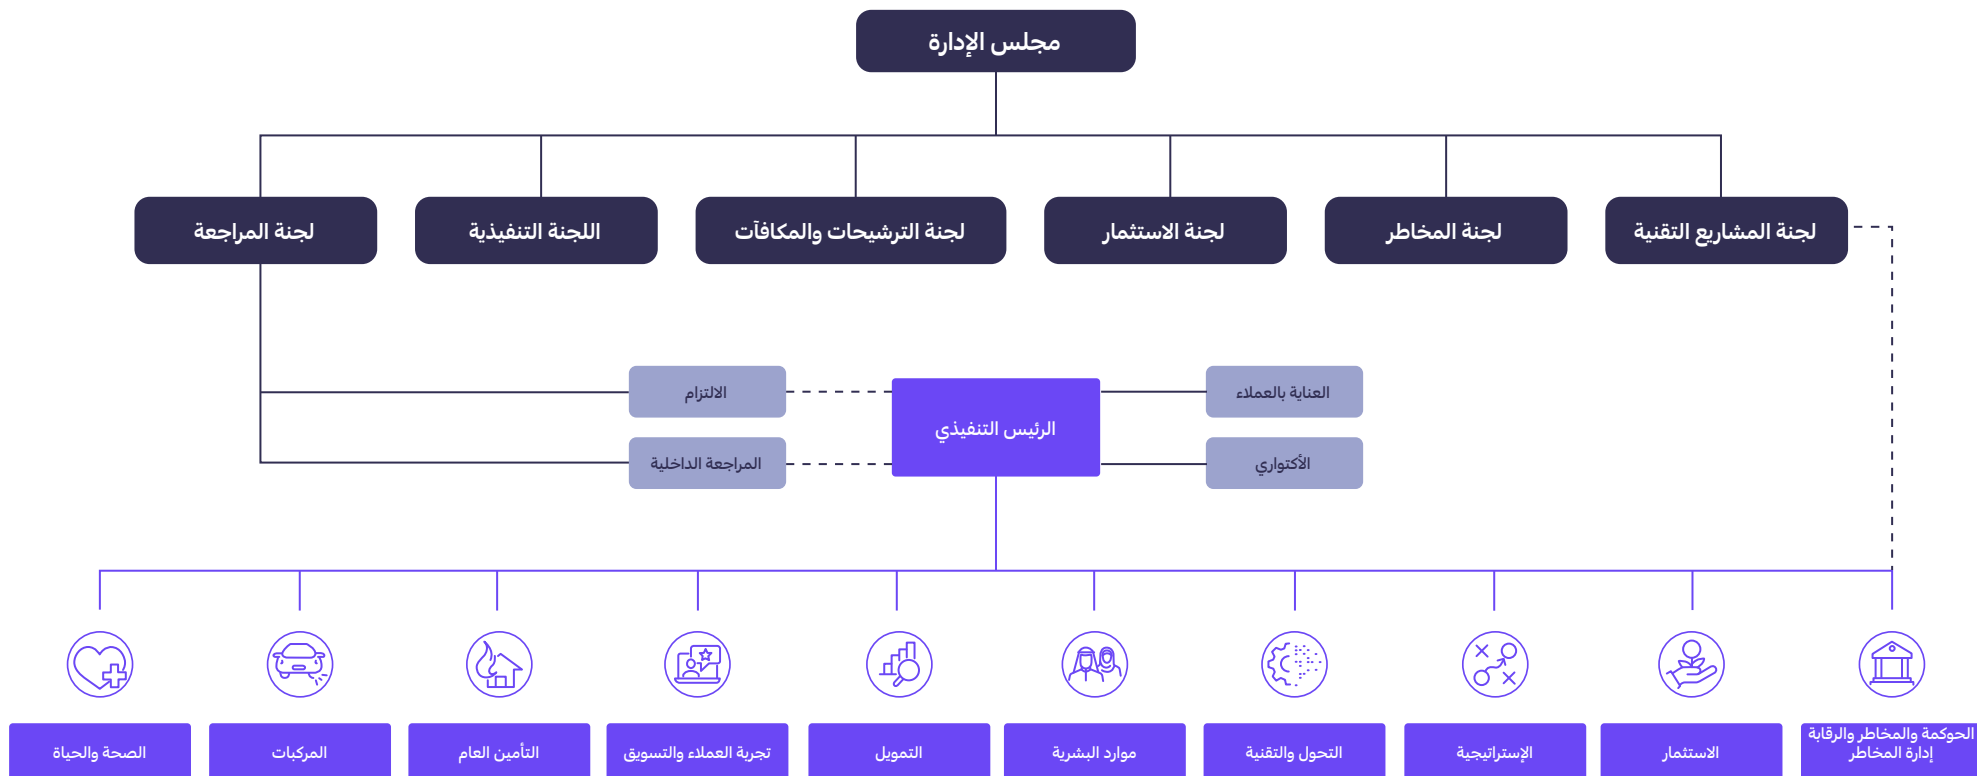 مجلس الإدارة
لجنة المشاريع التقنية
لجنة المخاطر
لجنة الاستثمار
لجنة الترشيحات والمكافآت
اللجنة التنفيذية
لجنة المراجعة
العناية بالعملاء
الرئيس التنفيذي
الالتزام
الأكتواري
المراجعة الداخلية
الحوكمة والمخاطر والرقابة
إدارة المخاطر
الاستثمار
الإستراتيجية
التحول والتقنية
موارد البشرية
التمويل
تجربة العملاء والتسويق
التأمين العام
المركبات
الصحة والحياة